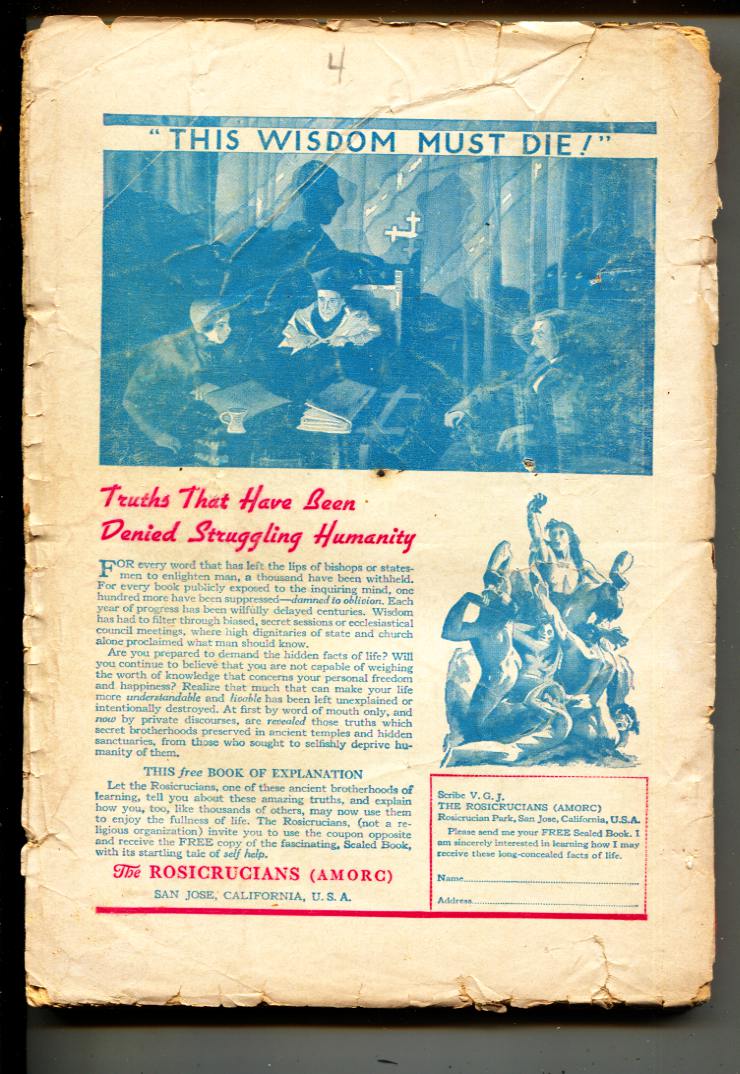 4
“THIS WISDOM MUST DIE!”
Truths That Have Been
Denied Struggling Humanity
FOR every word that has left the lips of bishops or states-
men to enlighten man, a thousand have been withheld.
For every book publicly exposed to the inquiring mind, one
hundred more have been suppressed—damned to oblivion. Each
year of progress has been wilfully delayed centuries. Wisdom
has had to filter through biased, secret sessions or ecclesiastical
council meetings, where high dignitaries of state and church
alone proclaimed what man should know.
Are you prepared to demand the hidden facts of life? Will
you continue to believe that you are not capable of weighing
the worth of knowledge that concerns your personal freedom
and happiness? Realize that much that can make your life
more understandable and livable has been left unexplained or
intentionally destroyed. At first by word of mouth only, and
now by private discourses, are revealed those truths which
secret brotherhoods preserved in ancient temples and hidden
sanctuaries, from those who sought to selfishly deprive hu-
manity of them.
THIS free BOOK OF EXPLANATION
Let the Rosicrucians, one of these ancient brotherhoods of
learning, tell you about these amazing truths, and explain
how you, too, like thousands of others, may now use them
to enjoy the fullness of life. The Rosicrucians, (not a re-
ligious organization) invite you to use the coupon opposite
and receive the FREE copy of the fascinating, Sealed Book,
with its startling tale of self help.
The ROSICRUCIANS (AMORC)
SAN JOSE, CALIFORNIA, U. S. A.
Scribe V. G. J.
THE ROSICRUCIANS (AMORC)
Rosicrucian Park, San Jose, California, U.S.A.
Please send me your FREE Sealed Book. I
am sincerely interested in learning how I may
receive these long-concealed facts of life.
Name
Address